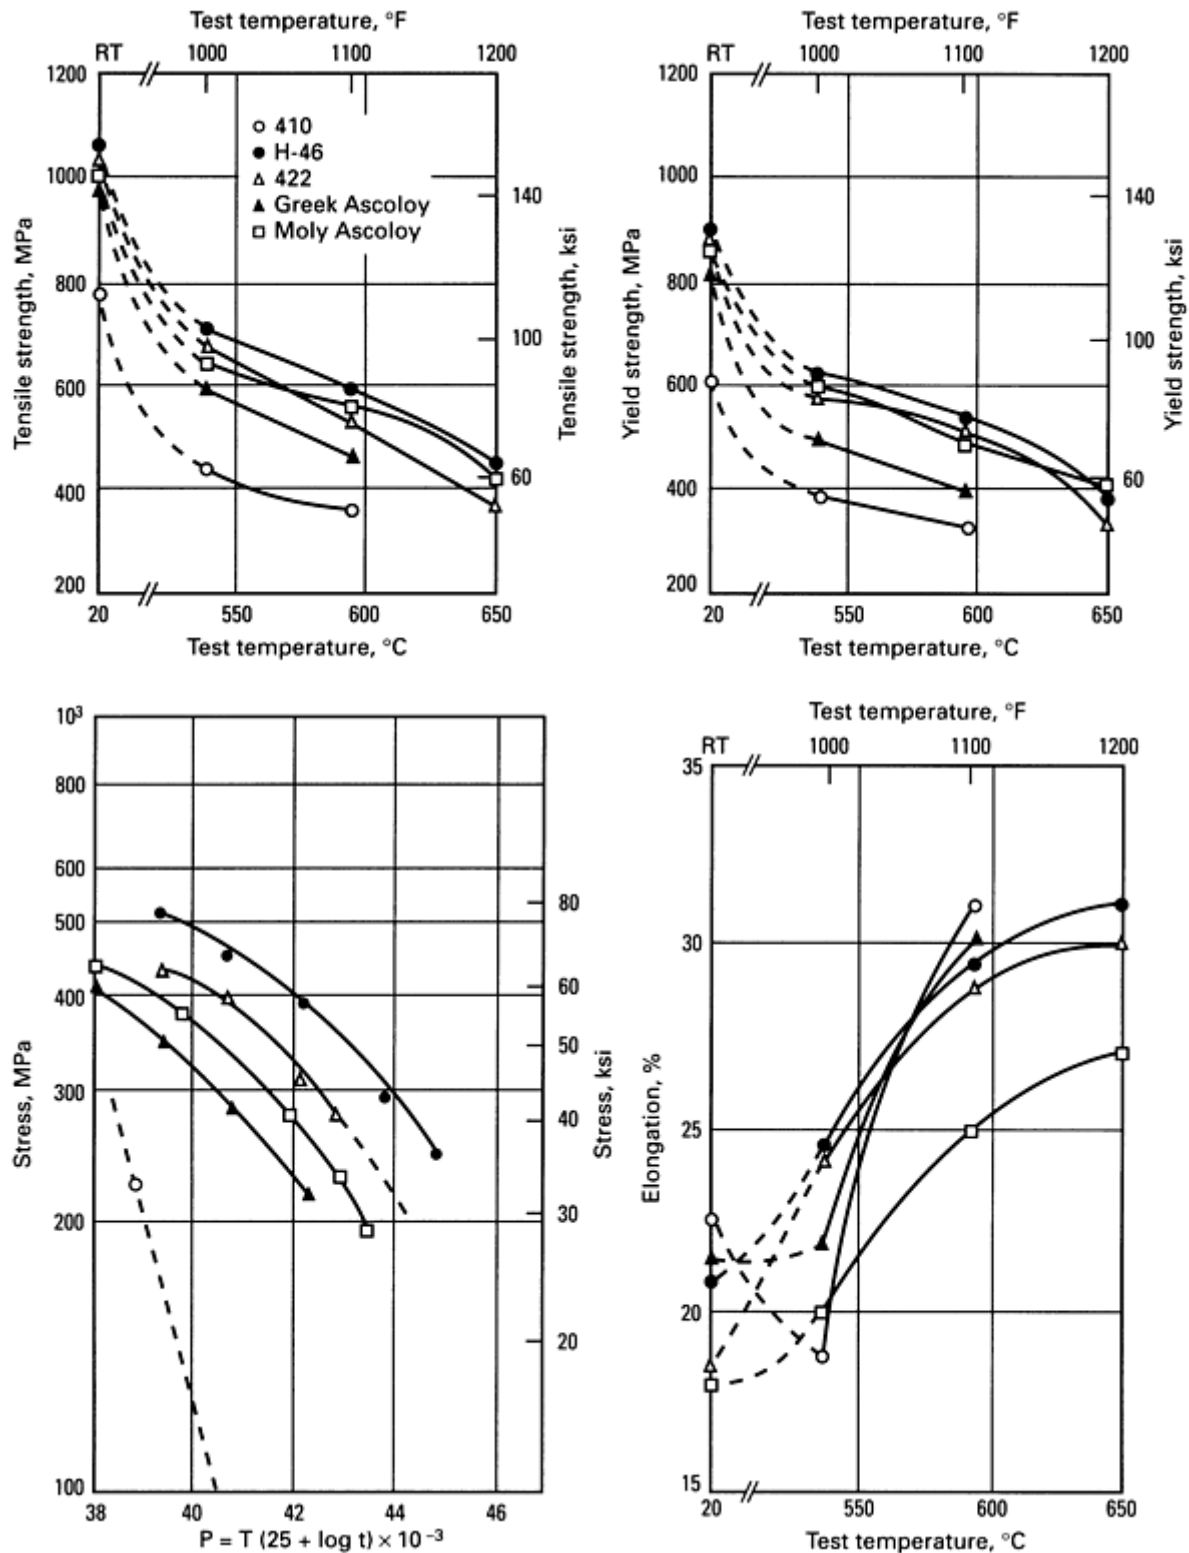 Test temperature, °F
RT 1000 1100 1200
1200
1000
800
600
400
200
Tensile strength, MPa
410
H-46
422
Greek Ascoloy
Moly Ascoloy
140
100
60
Tensile strength, ksi
20 550 600 650
Test temperature, °C
Test temperature, °F
RT 1000 1100 1200
1200
1000
800
600
400
200
Yield strength, MPa
140
100
60
Yield strength, ksi
20 550 600 650
Test temperature, °C
10³
800
600
500
400
300
200
100
Stress, MPa
80
60
50
40
30
20
Stress, ksi
38 40 42 44 46
P = T (25 + log t) × 10⁻³
Test temperature, °F
RT 1000 1100 1200
35
30
25
20
15
Elongation, %
20 550 600 650
Test temperature, °C